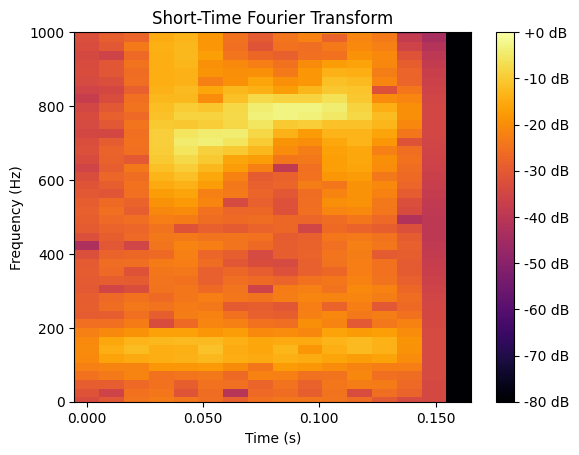 Short-Time Fourier Transform
1000
800
600
400
200
0
Frequency (Hz)
0.000
0.050
0.100
0.150
Time (s)
+0 dB
-10 dB
-20 dB
-30 dB
-40 dB
-50 dB
-60 dB
-70 dB
-80 dB